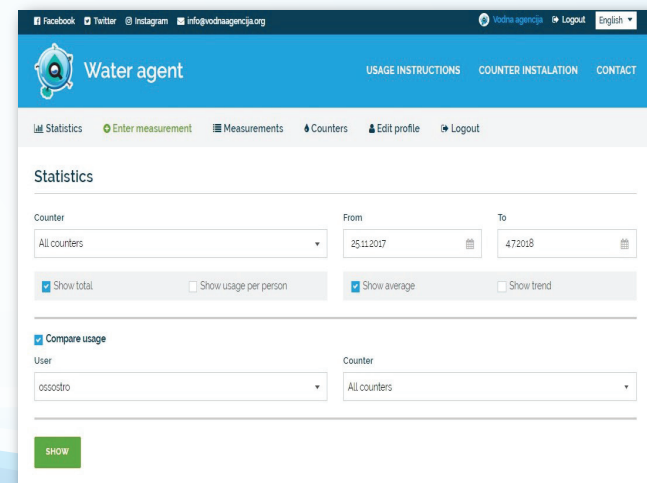 Facebook Twitter Instagram info@vodnaagencija.org Vodna agencija Logout English
Water agent USAGE INSTRUCTIONS COUNTER INSTALATION CONTACT
Statistics Enter measurement Measurements Counters Edit profile Logout
Statistics
Counter From To
All counters 25.11.2017 4.7.2018
Show total Show usage per person Show average Show trend
Compare usage
User Counter
ossostro All counters
SHOW